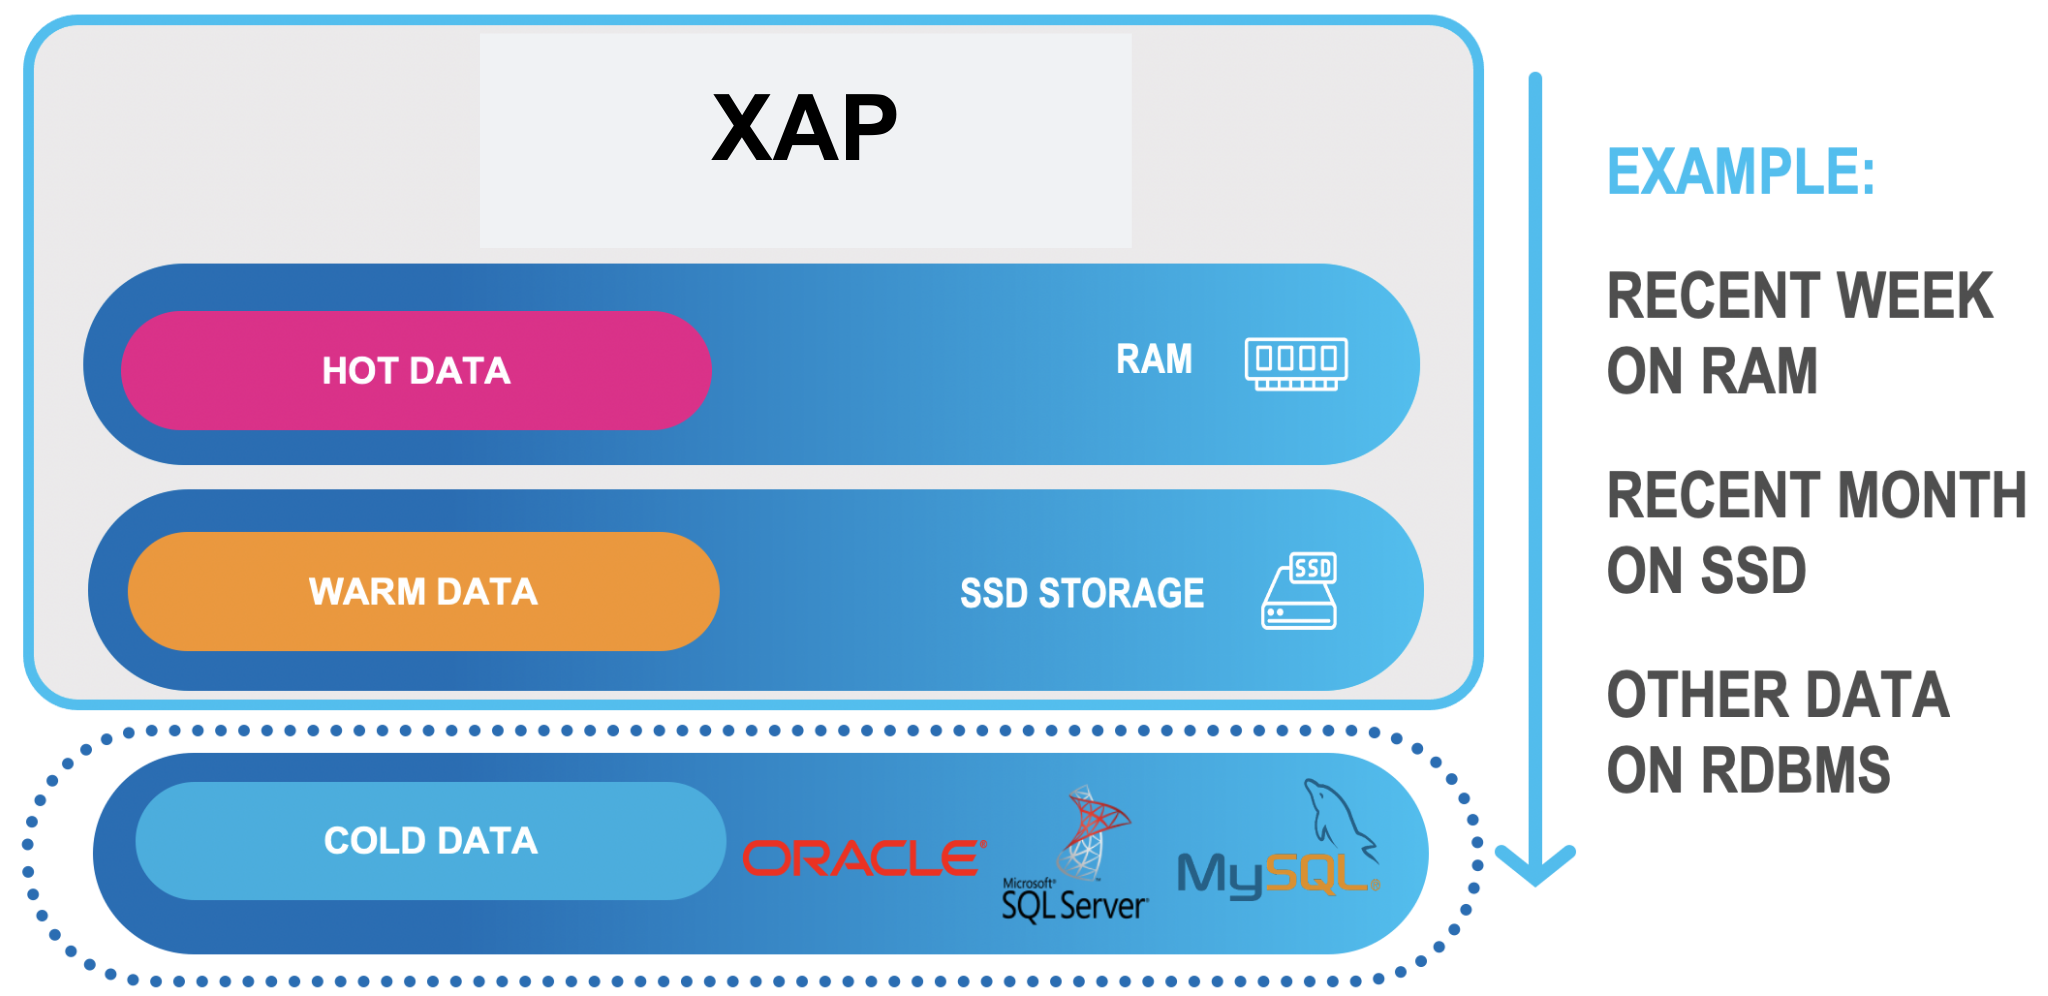 XAP
HOT DATA
RAM
WARM DATA
SSD STORAGE
SSD
COLD DATA
ORACLE®
Microsoft®
SQL Server®
MySQL®
EXAMPLE:
RECENT WEEK
ON RAM
RECENT MONTH
ON SSD
OTHER DATA
ON RDBMS